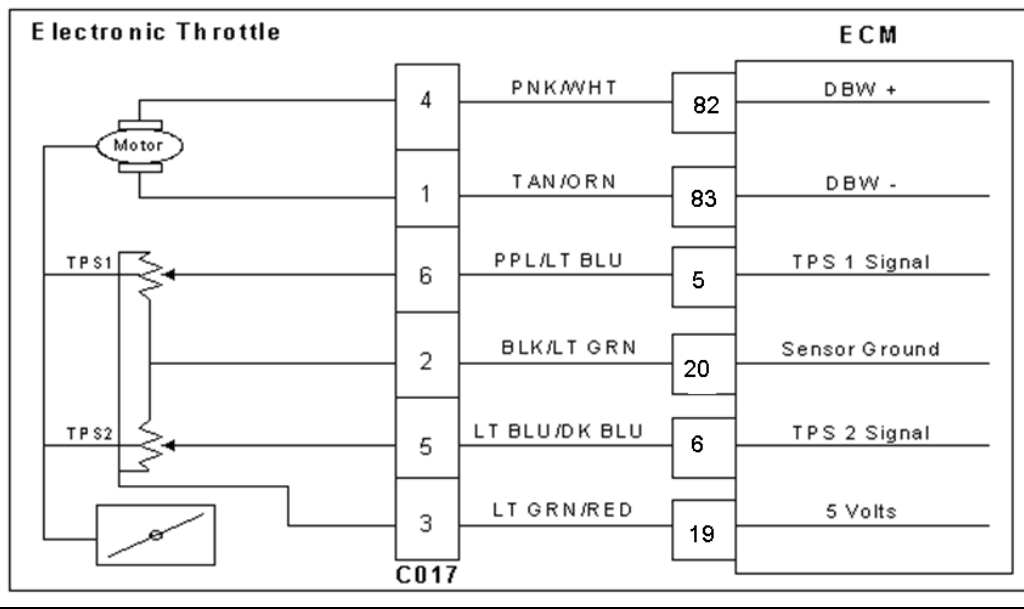 Electronic Throttle
ECM
4 PNK/WHT 82 DBW +
Motor
1 TAN/ORN 83 DBW -
TPS1 6 PPL/LT BLU 5 TPS 1 Signal
2 BLK/LT GRN 20 Sensor Ground
TPS2 5 LT BLU/DK BLU 6 TPS 2 Signal
3 LT GRN/RED 19 5 Volts
C017